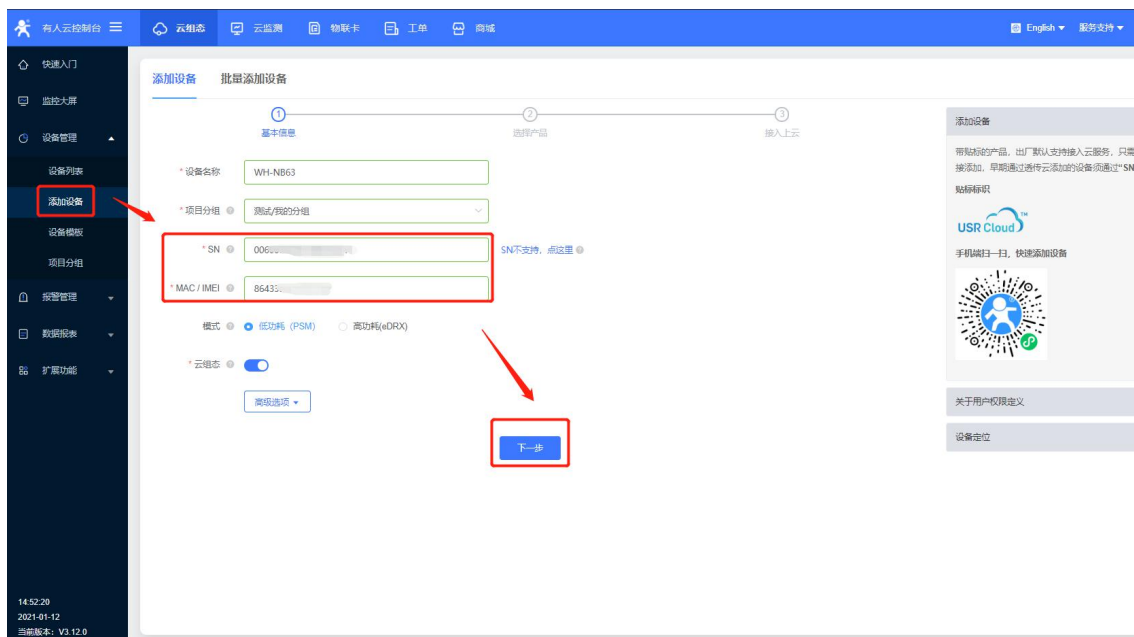 有人云控制台 云组态 云监测 物联卡 工单 商城 English 服务支持
快速入门
监控大屏
设备管理
设备列表
添加设备
设备模板
项目分组
报警管理
数据报表
扩展功能
14:52:20
2021-01-12
当前版本: V3.12.0
添加设备 批量添加设备
1 2 3
基本信息 选择产品 接入上云
* 设备名称 WH-NB63
* 项目分组 测试/我的分组
* SN 006 SN不支持，点这里
* MAC / IMEI 86433
模式 低功耗 (PSM) 高功耗(eDRX)
* 云组态
高级选项
下一步
添加设备
带贴标的产品，出厂默认支持接入云服务，只需
接添加，早期通过透传云添加的设备须通过"SN
贴标标识
USR Cloud
手机端扫一扫，快速添加设备
关于用户权限定义
设备定位